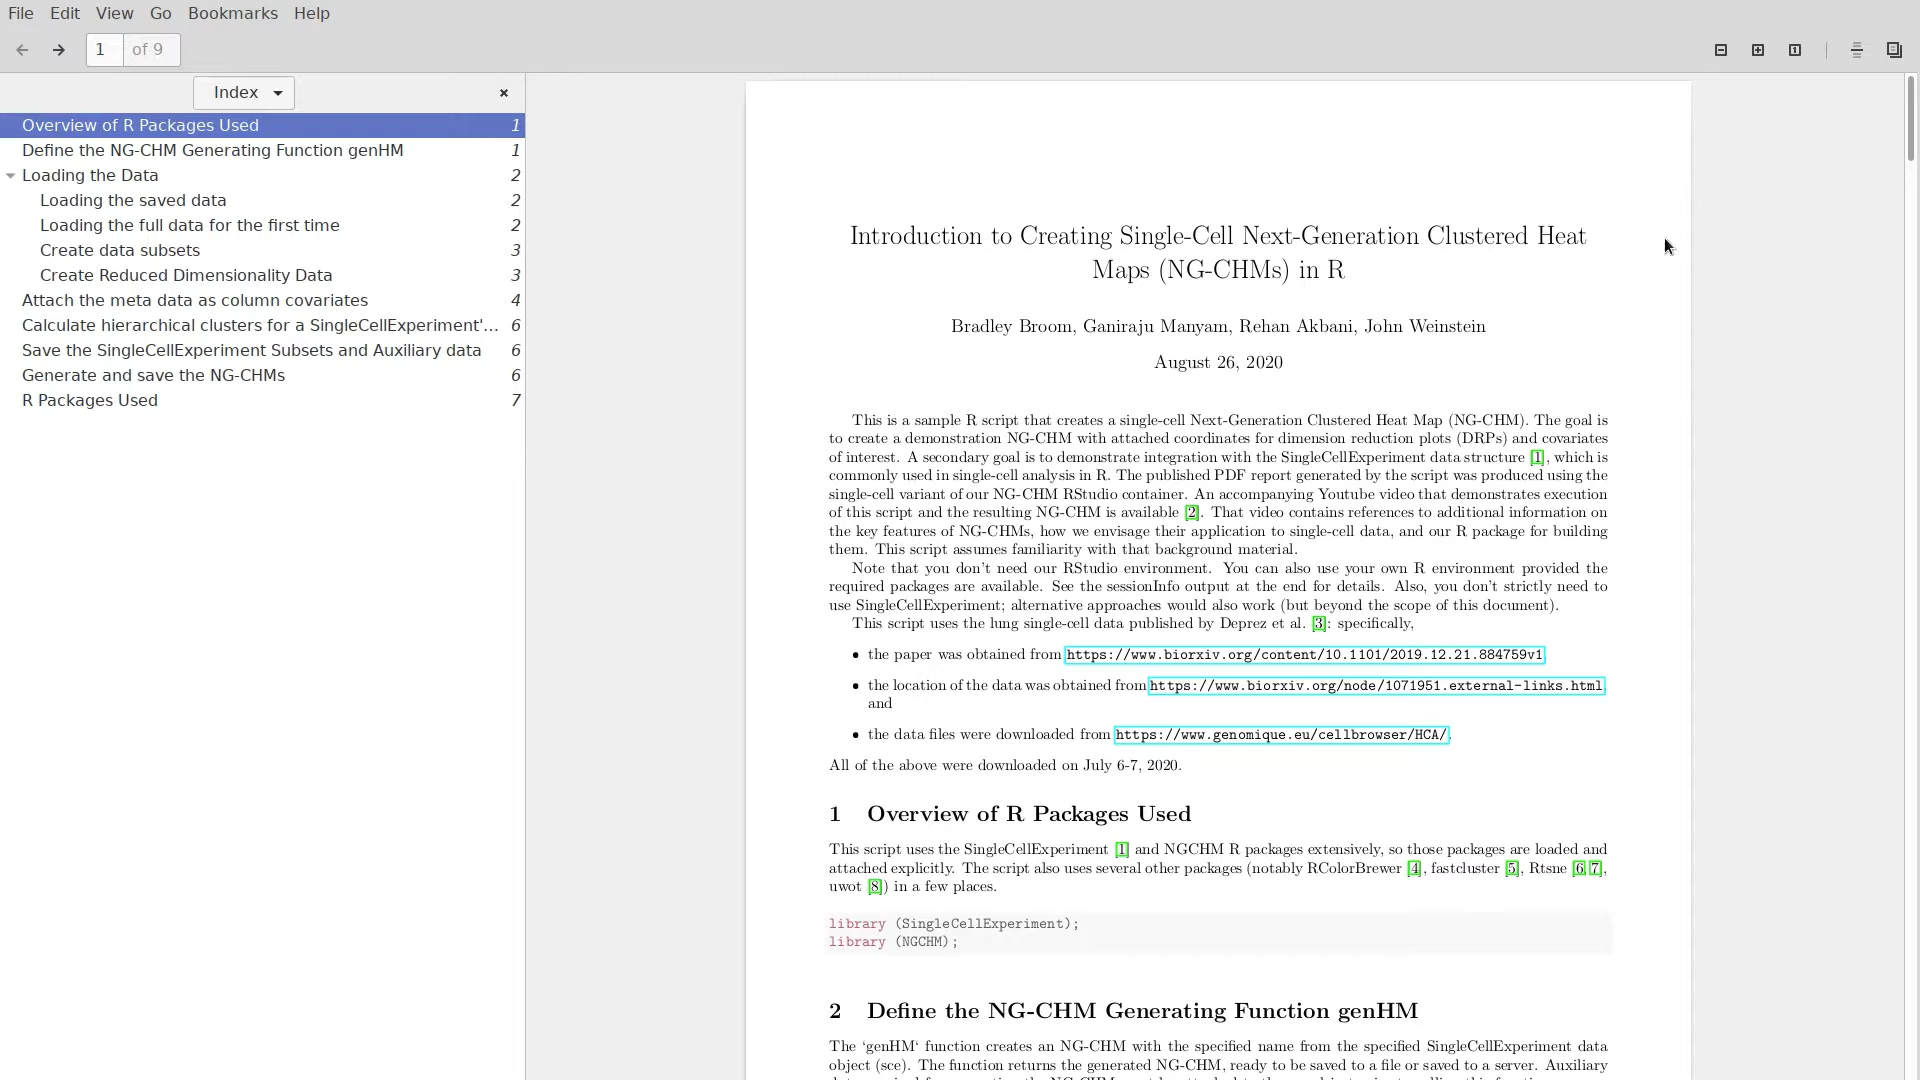 File Edit View Go Bookmarks Help
1 of 9
Index
Overview of R Packages Used 1
Define the NG-CHM Generating Function genHM 1
Loading the Data 2
Loading the saved data 2
Loading the full data for the first time 2
Create data subsets 3
Create Reduced Dimensionality Data 3
Attach the meta data as column covariates 4
Calculate hierarchical clusters for a SingleCellExperiment'... 6
Save the SingleCellExperiment Subsets and Auxiliary data 6
Generate and save the NG-CHMs 6
R Packages Used 7
Introduction to Creating Single-Cell Next-Generation Clustered Heat
Maps (NG-CHMs) in R
Bradley Broom, Ganiraju Manyam, Rehan Akbani, John Weinstein
August 26, 2020
This is a sample R script that creates a single-cell Next-Generation Clustered Heat Map (NG-CHM). The goal is
to create a demonstration NG-CHM with attached coordinates for dimension reduction plots (DRPs) and covariates
of interest. A secondary goal is to demonstrate integration with the SingleCellExperiment data structure [1], which is
commonly used in single-cell analysis in R. The published PDF report generated by the script was produced using the
single-cell variant of our NG-CHM RStudio container. An accompanying Youtube video that demonstrates execution
of this script and the resulting NG-CHM is available [2]. That video contains references to additional information on
the key features of NG-CHMs, how we envisage their application to single-cell data, and our R package for building
them. This script assumes familiarity with that background material.
Note that you don't need our RStudio environment. You can also use your own R environment provided the
required packages are available. See the sessionInfo output at the end for details. Also, you don't strictly need to
use SingleCellExperiment; alternative approaches would also work (but beyond the scope of this document).
This script uses the lung single-cell data published by Deprez et al. [3]: specifically,
• the paper was obtained from https://www.biorxiv.org/content/10.1101/2019.12.21.884759v1,
• the location of the data was obtained from https://www.biorxiv.org/node/1071951.external-links.html,
and
• the data files were downloaded from https://www.genomique.eu/cellbrowser/HCA/.
All of the above were downloaded on July 6-7, 2020.
1 Overview of R Packages Used
This script uses the SingleCellExperiment [1] and NGCHM R packages extensively, so those packages are loaded and
attached explicitly. The script also uses several other packages (notably RColorBrewer [4], fastcluster [5], Rtsne [6, 7],
uwot [8]) in a few places.
library (SingleCellExperiment);
library (NGCHM);
2 Define the NG-CHM Generating Function genHM
The ‘genHM‘ function creates an NG-CHM with the specified name from the specified SingleCellExperiment data
object (sce). The function returns the generated NG-CHM, ready to be saved to a file or saved to a server. Auxiliary